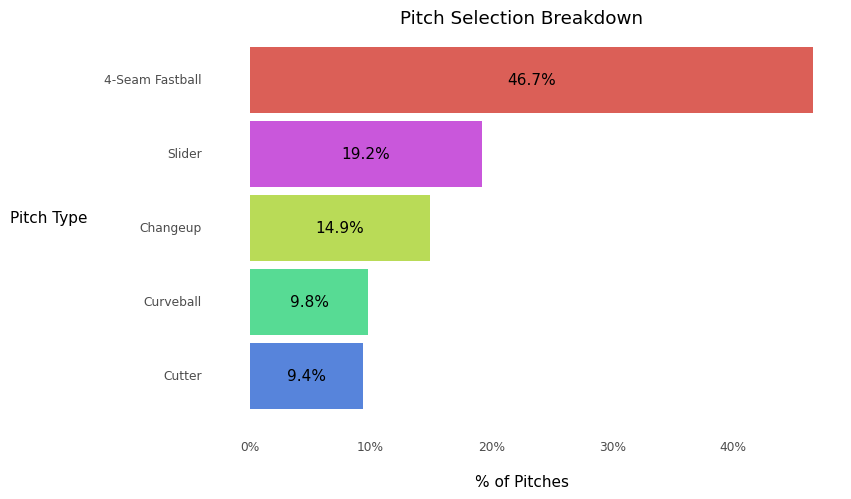 Pitch Selection Breakdown
4-Seam Fastball
46.7%
Slider
19.2%
Pitch Type
Changeup
14.9%
Curveball
9.8%
Cutter
9.4%
0% 10% 20% 30% 40%
% of Pitches